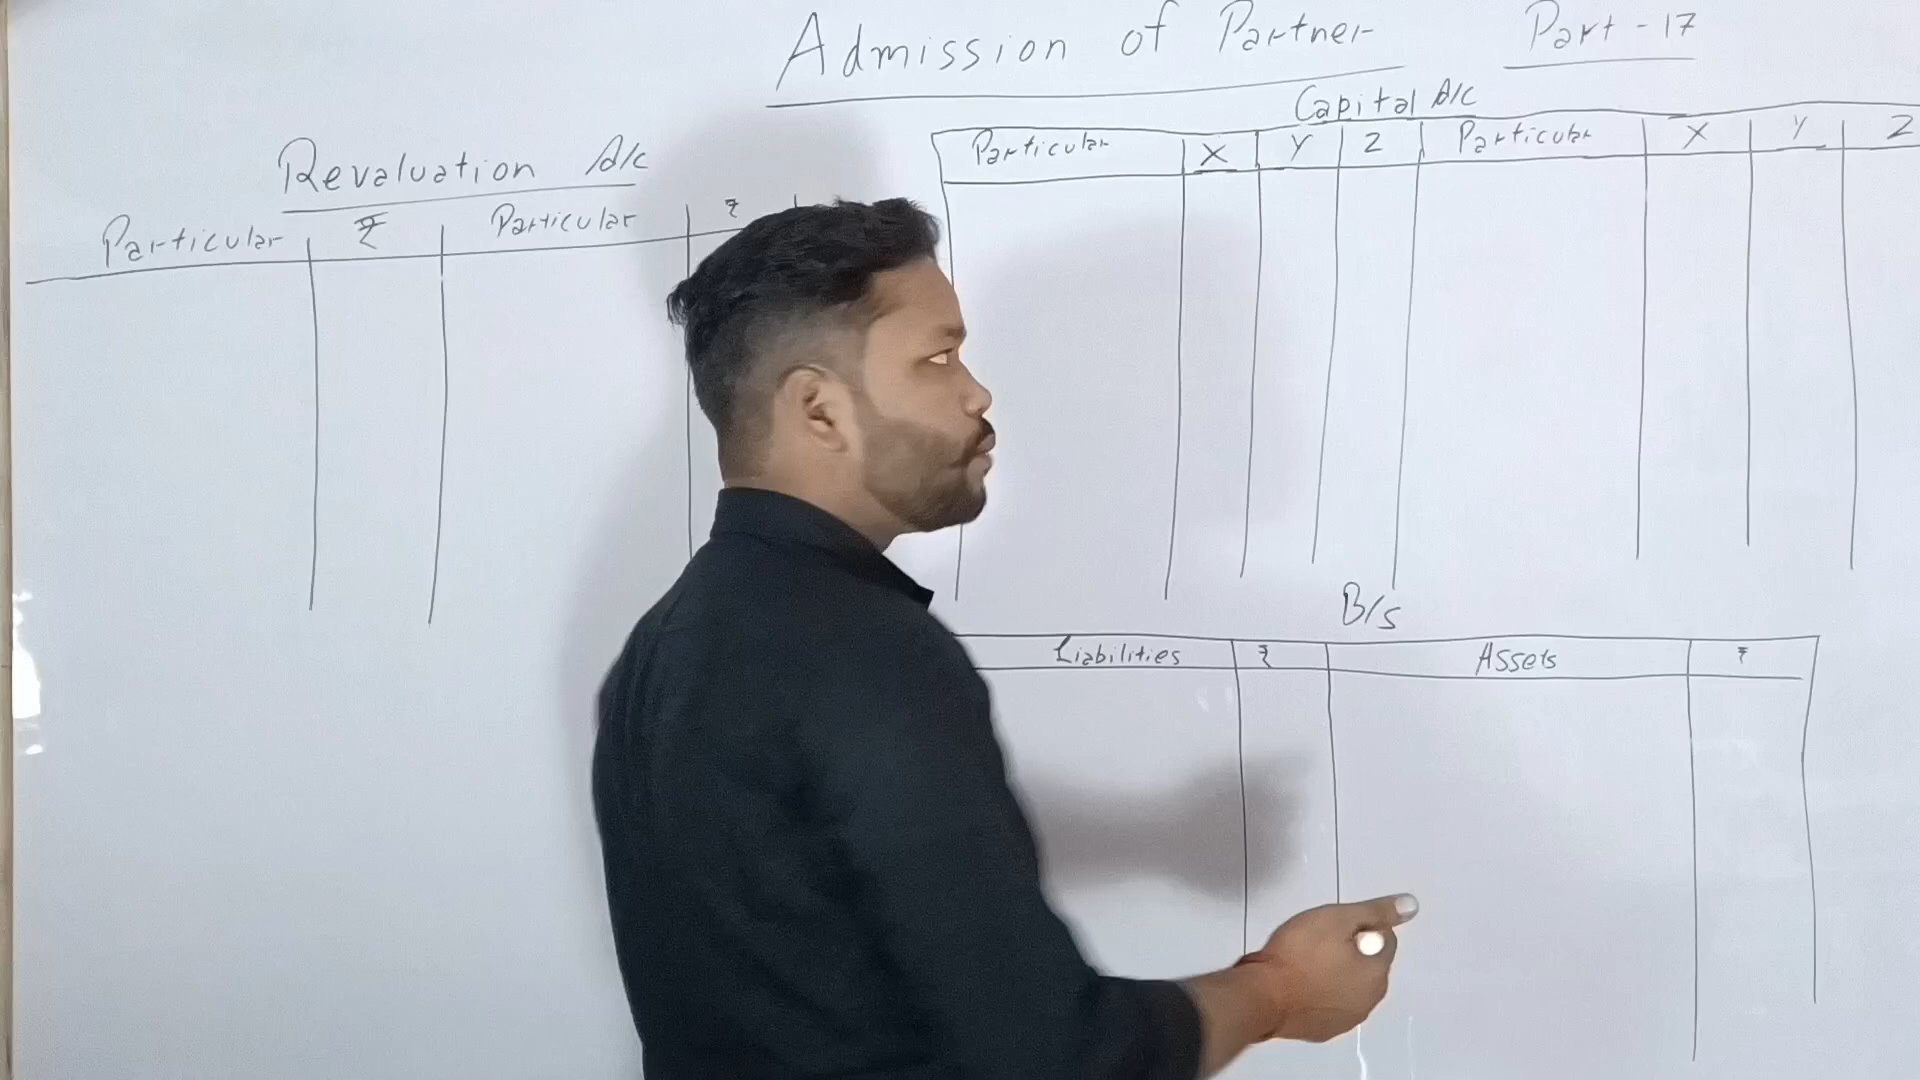 Admission of Partner Part - 17
Revaluation A/c
Particular ₹ Particular ₹
Capital A/c
Particular X Y Z Particular X Y Z
B/s
Liabilities ₹ Assets ₹